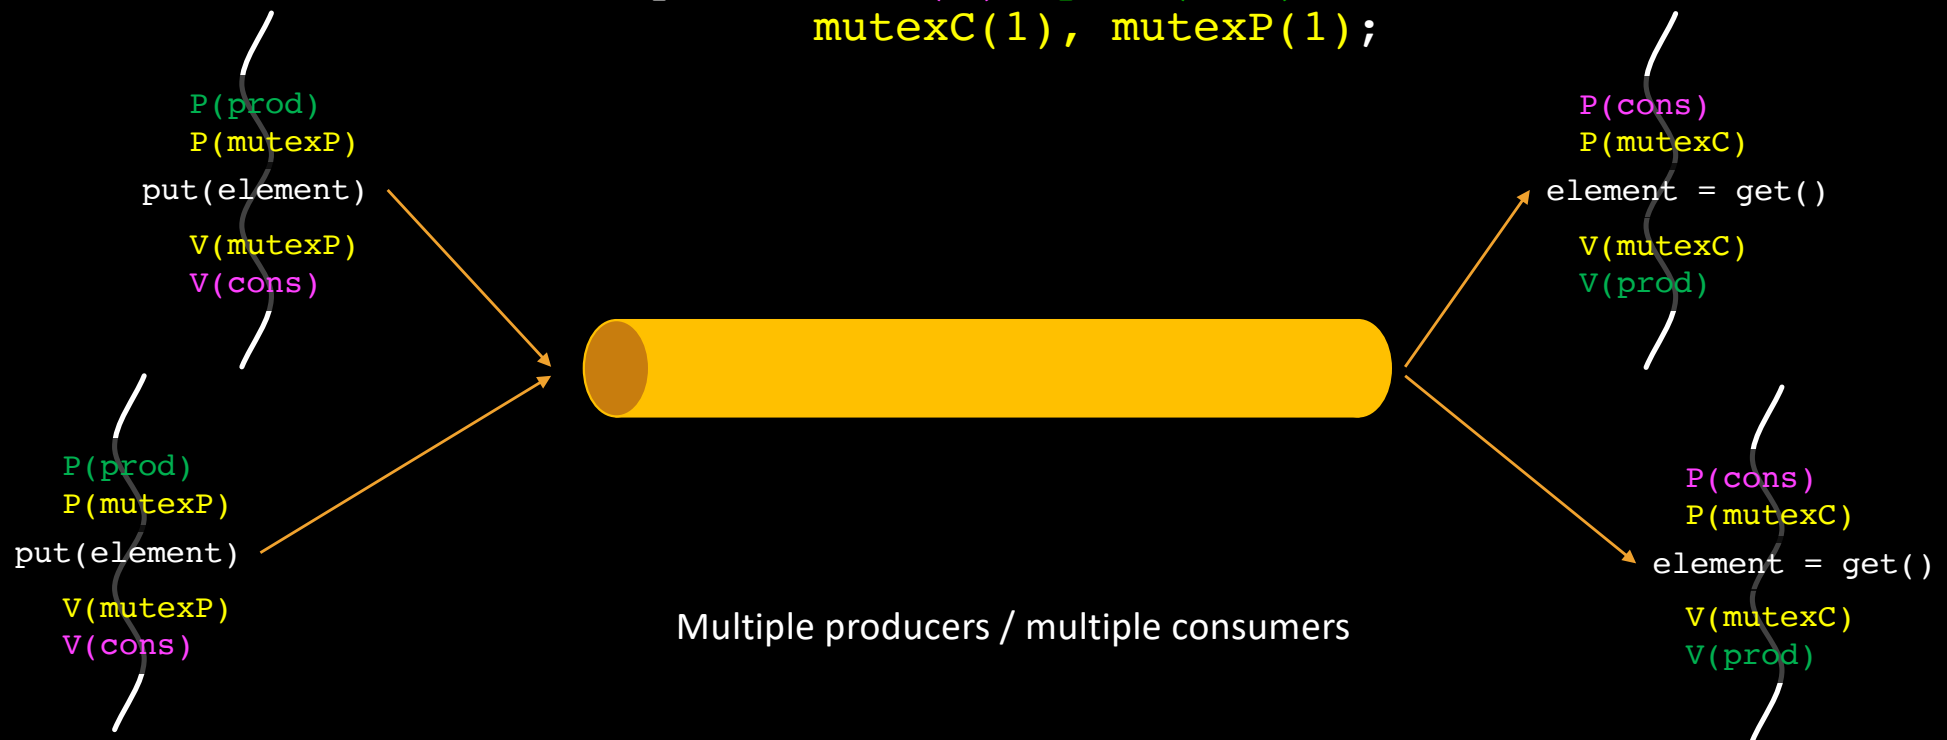 mutexC(1), mutexP(1);
P(prod)
P(mutexP)
put(element)
V(mutexP)
V(cons)
P(cons)
P(mutexC)
element = get()
V(mutexC)
V(prod)
P(prod)
P(mutexP)
put(element)
V(mutexP)
V(cons)
P(cons)
P(mutexC)
element = get()
V(mutexC)
V(prod)
Multiple producers / multiple consumers